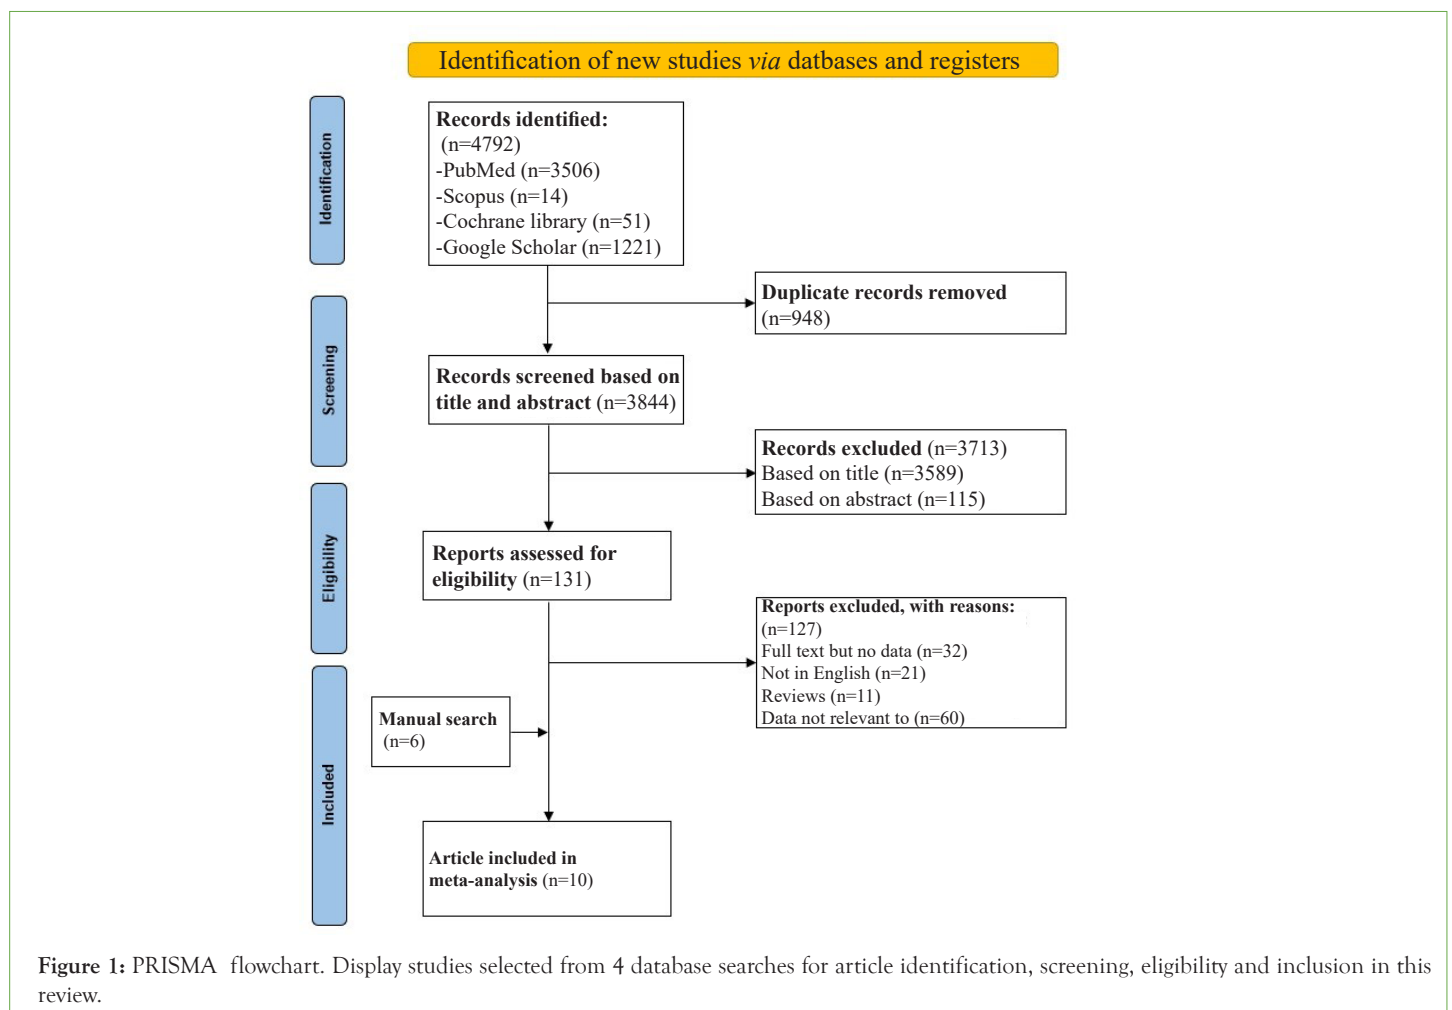 Identification of new studies via datbases and registers
Identification
Records identified:
(n=4792)
-PubMed (n=3506)
-Scopus (n=14)
-Cochrane library (n=51)
-Google Scholar (n=1221)
Duplicate records removed
(n=948)
Screening
Records screened based on
title and abstract (n=3844)
Records excluded (n=3713)
Based on title (n=3589)
Based on abstract (n=115)
Eligibility
Reports assessed for
eligibility (n=131)
Reports excluded, with reasons:
(n=127)
Full text but no data (n=32)
Not in English (n=21)
Reviews (n=11)
Data not relevant to (n=60)
Manual search
(n=6)
Included
Article included in
meta-analysis (n=10)
Figure 1: PRISMA flowchart. Display studies selected from 4 database searches for article identification, screening, eligibility and inclusion in this
review.